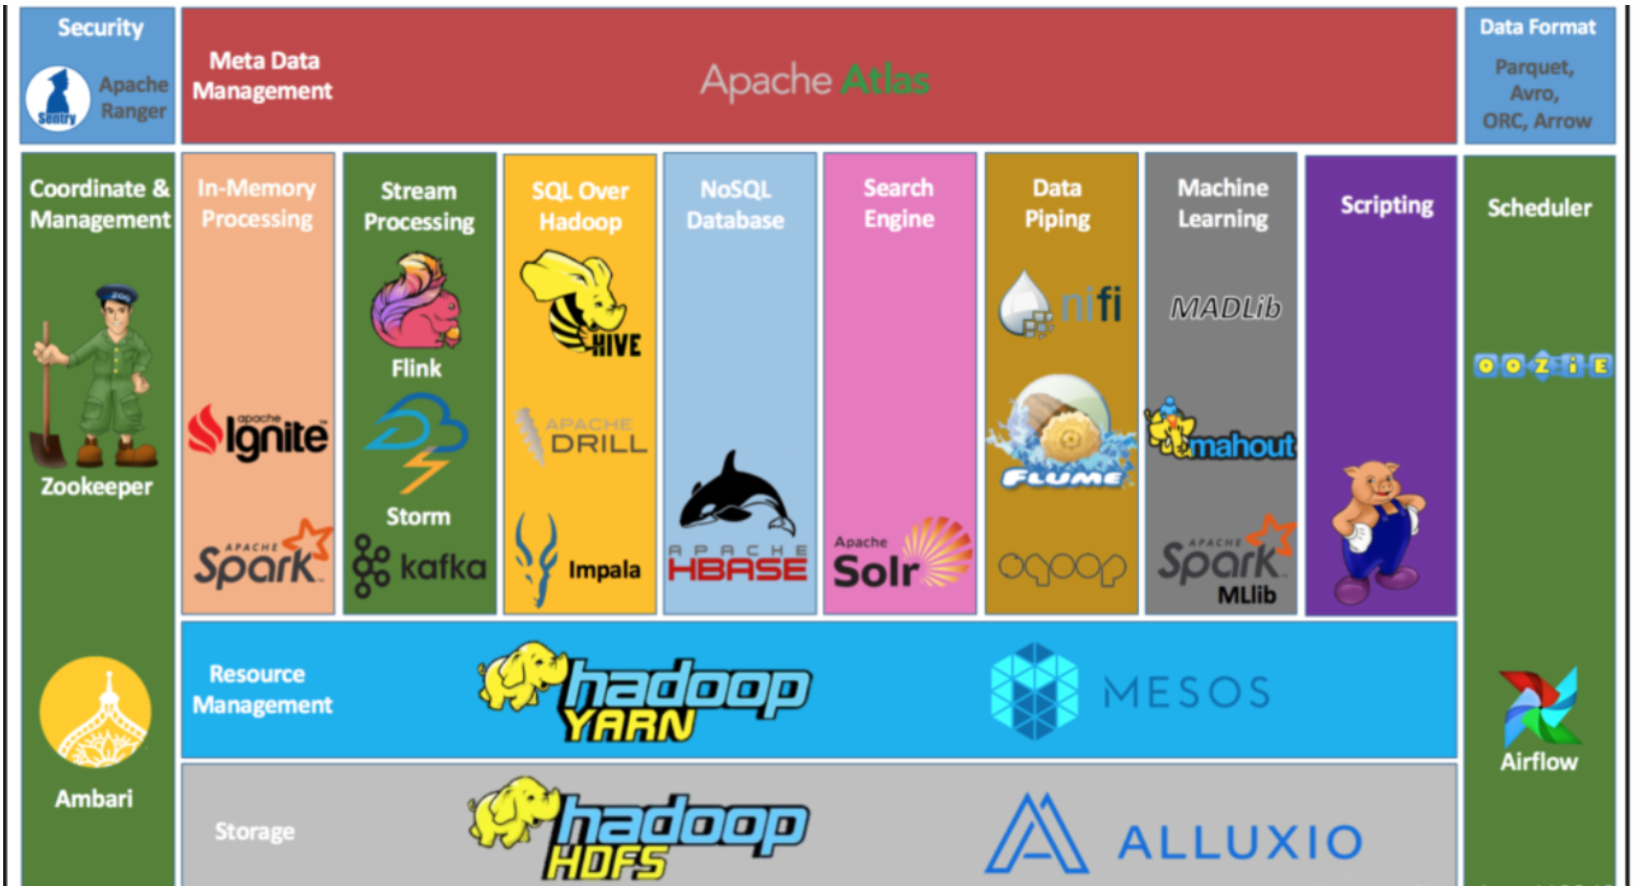 Security
Sentry
Apache
Ranger
Meta Data
Management
Apache Atlas
Data Format
Parquet,
Avro,
ORC, Arrow
Coordinate &
Management
ZOO
Zookeeper
Ambari
In-Memory
Processing
apache
Ignite
APACHE
Spark
Stream
Processing
Flink
Storm
kafka
SQL Over
Hadoop
HIVE
APACHE
DRILL
Impala
NoSQL
Database
APACHE
HBASE
Search
Engine
Apache
Solr
Data
Piping
nifi
FLUME
sqoop
Machine
Learning
MADLib
mahout
APACHE
Spark
MLlib
Scripting
Scheduler
OOZiE
Airflow
Resource
Management
hadoop
YARN
MESOS
Storage
hadoop
HDFS
ALLUXIO